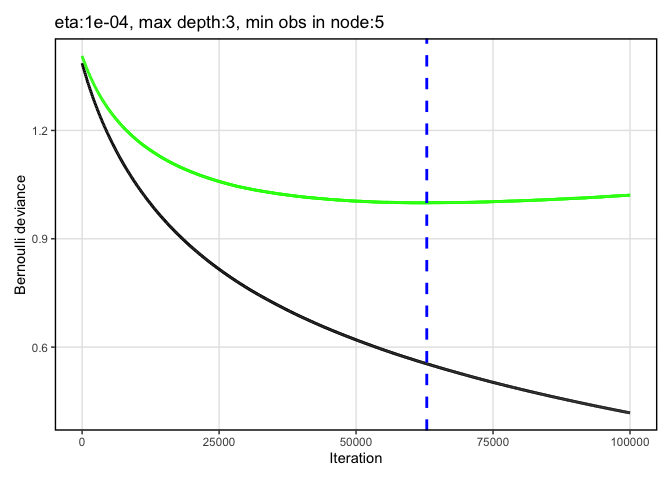 eta:1e-04, max depth:3, min obs in node:5
Bernoulli deviance
1.2
0.9
0.6
0
25000
50000
75000
100000
Iteration